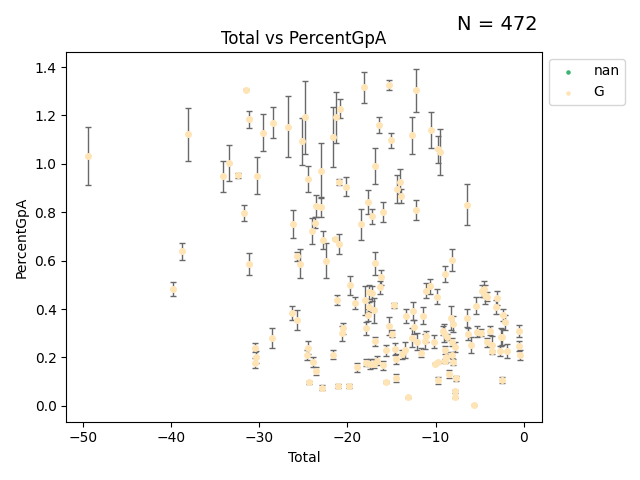 N = 472
Total vs PercentGpA
nan
G
PercentGpA
1.4
1.2
1.0
0.8
0.6
0.4
0.2
0.0
−50 −40 −30 −20 −10 0
Total